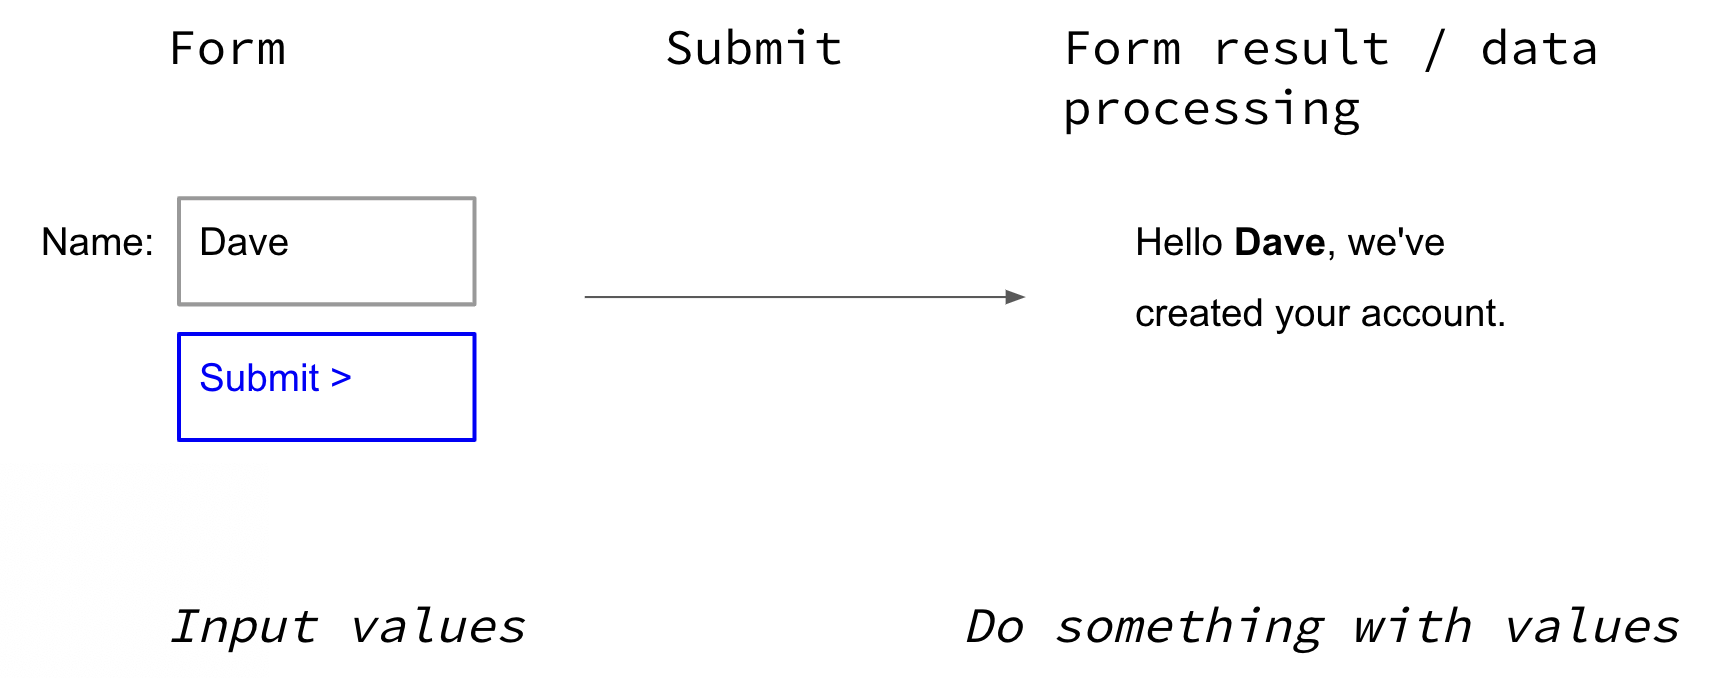 Form
Submit
Form result / data
processing
Name:
Dave
Submit >
Hello Dave, we've
created your account.
Input values
Do something with values